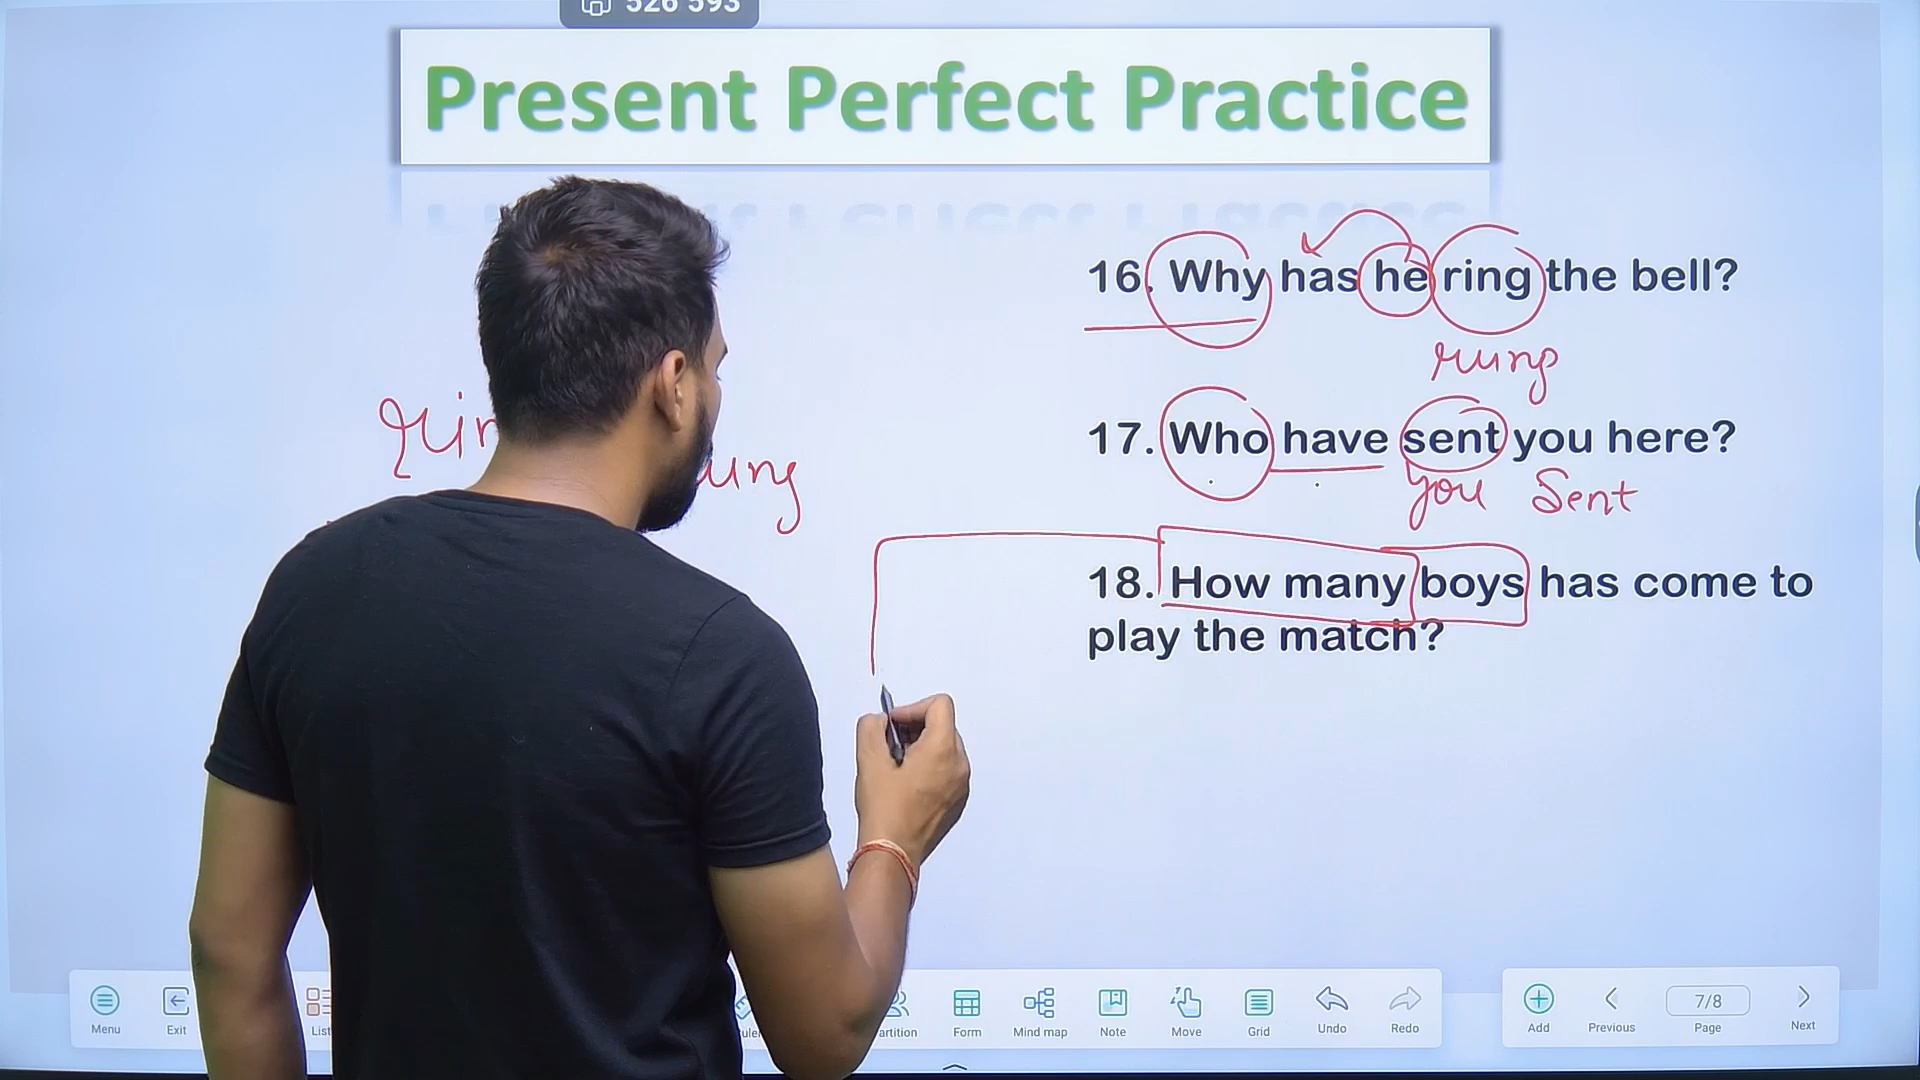 526 593
Present Perfect Practice
16. Why has he ring the bell?
rung
17. Who have sent you here?
you sent
18. How many boys has come to
play the match?
Menu
Exit
List
Form
Mind map
Note
Move
Grid
Undo
Redo
Add
Previous
7/8
Page
Next